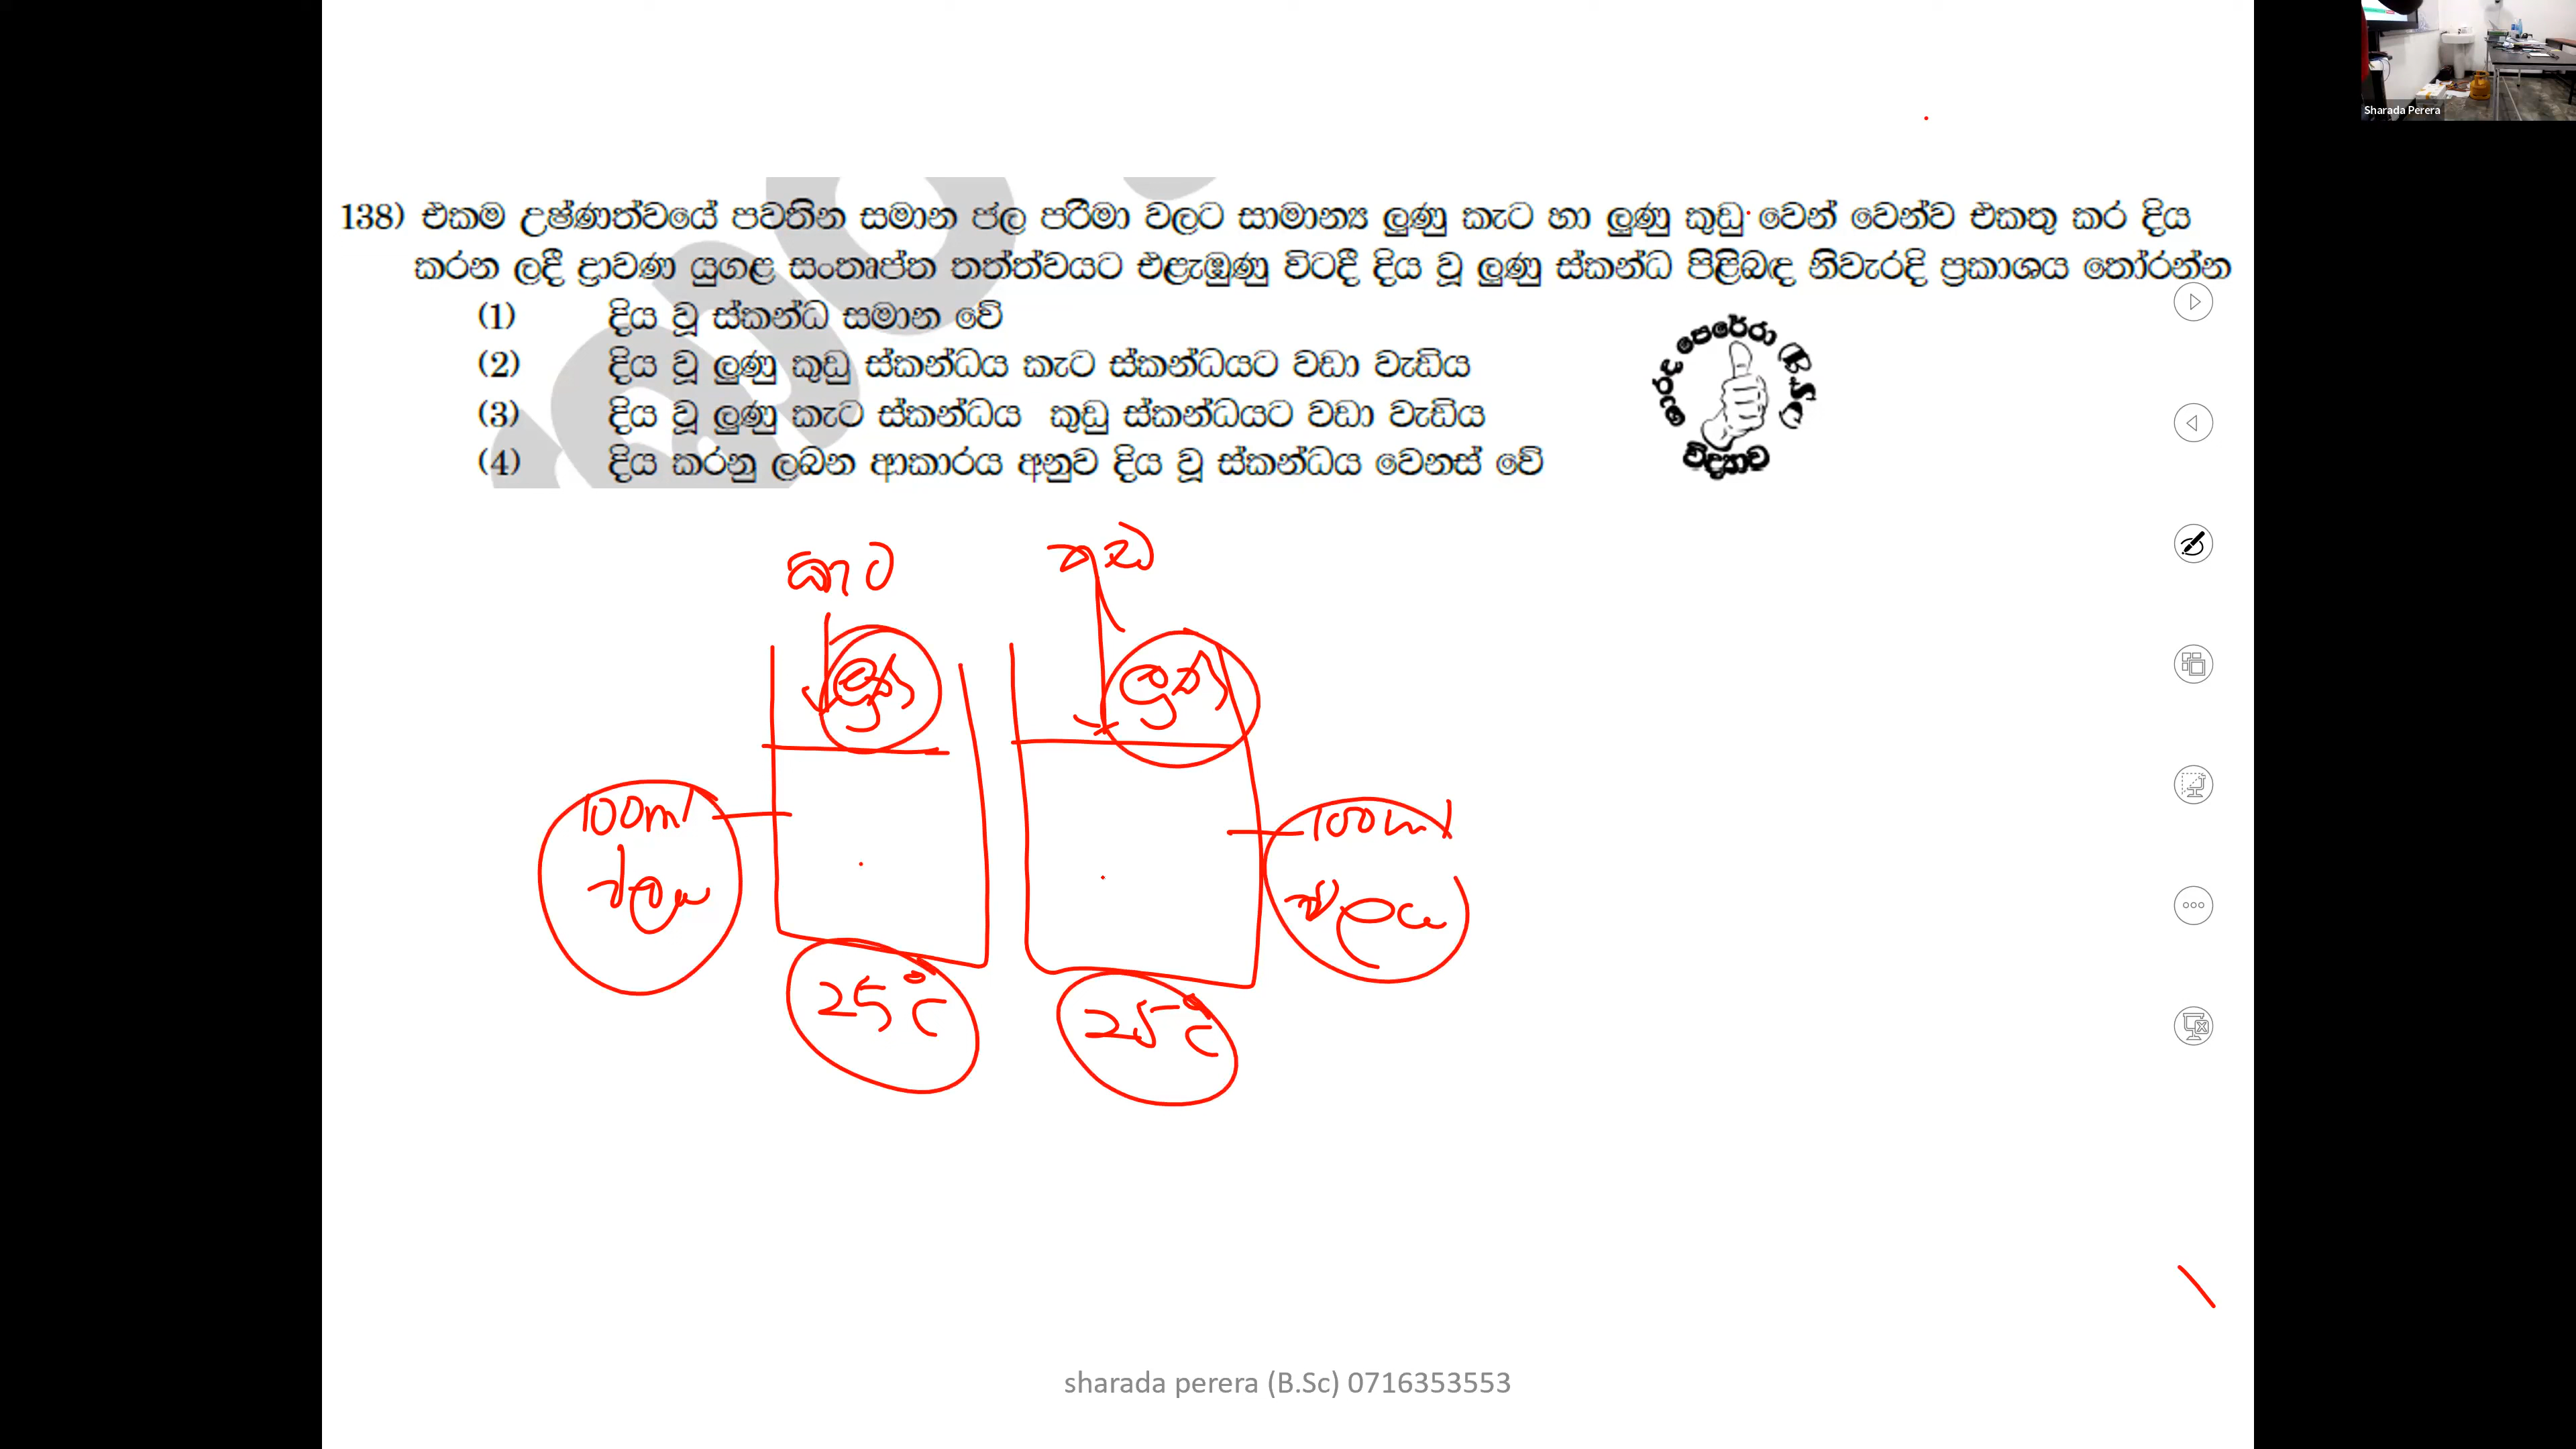 Sharada Perera
138) එකම උෂ්ණත්වයේ පවතින සමාන ජල පරිමා වලට සාමාන්‍ය ලුණු කැට හා ලුණු කුඩු වෙන් වෙන්ව එකතු කර දිය
කරන ලදී ද්‍රාවණ යුගළ සංතෘප්ත තත්ත්වයට එළැඹුණු විටදී දිය වූ ලුණු ස්කන්ධ පිළිබඳ නිවැරදි ප්‍රකාශය තෝරන්න
(1) දිය වූ ස්කන්ධ සමාන වේ
(2) දිය වූ ලුණු කුඩු ස්කන්ධය කැට ස්කන්ධයට වඩා වැඩිය
(3) දිය වූ ලුණු කැට ස්කන්ධය කුඩු ස්කන්ධයට වඩා වැඩිය
(4) දිය කරනු ලබන ආකාරය අනුව දිය වූ ස්කන්ධය වෙනස් වේ
ශරද පෙරේරා (B.Sc)
විද්‍යාව
කැට කුඩු
ලුණු ලුණු
100ml 100ml
ජලය ජලය
25°C 25°C
sharada perera (B.Sc) 0716353553